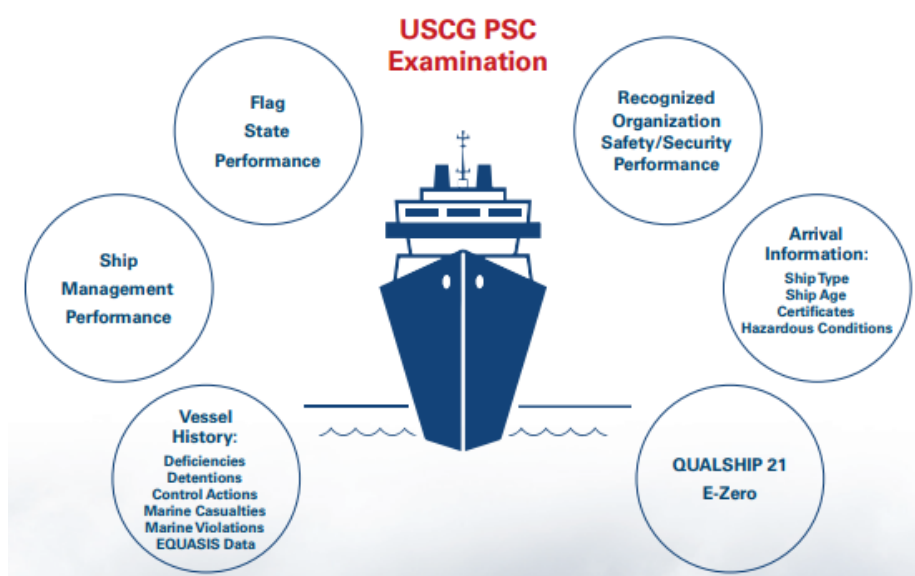 USCG PSC
Examination
Flag
State
Performance
Recognized
Organization
Safety/Security
Performance
Ship
Management
Performance
Arrival
Information:
Ship Type
Ship Age
Certificates
Hazardous Conditions
Vessel
History:
Deficiencies
Detentions
Control Actions
Marine Casualties
Marine Violations
EQUASIS Data
QUALSHIP 21
E-Zero